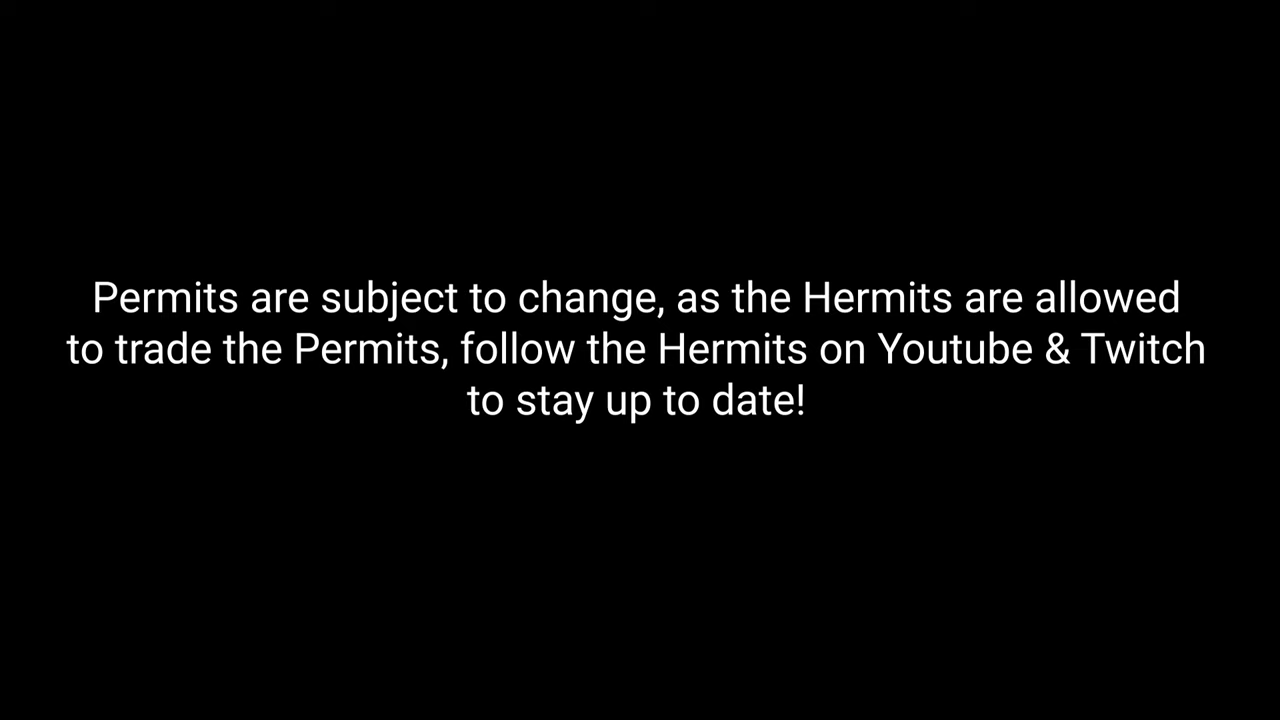 Permits are subject to change, as the Hermits are allowed
to trade the Permits, follow the Hermits on Youtube & Twitch
to stay up to date!